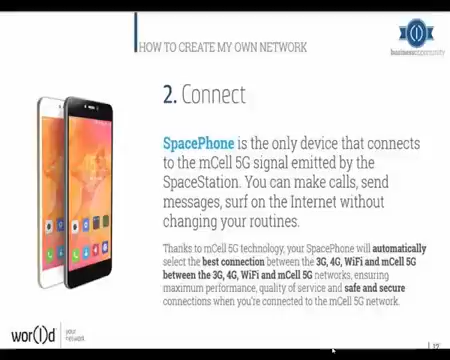 HOW TO CREATE MY OWN NETWORK
businessopportunity
2. Connect
SpacePhone is the only device that connects
to the mCell 5G signal emitted by the
SpaceStation. You can make calls, send
messages, surf on the Internet without
changing your routines.
Thanks to mCell 5G technology, your SpacePhone will automatically
select the best connection between the 3G, 4G, WiFi and mCell 5G
between the 3G, 4G, WiFi and mCell 5G networks, ensuring
maximum performance, quality of service and safe and secure
connections when you're connected to the mCell 5G network.
wor(l)d
your
network
12